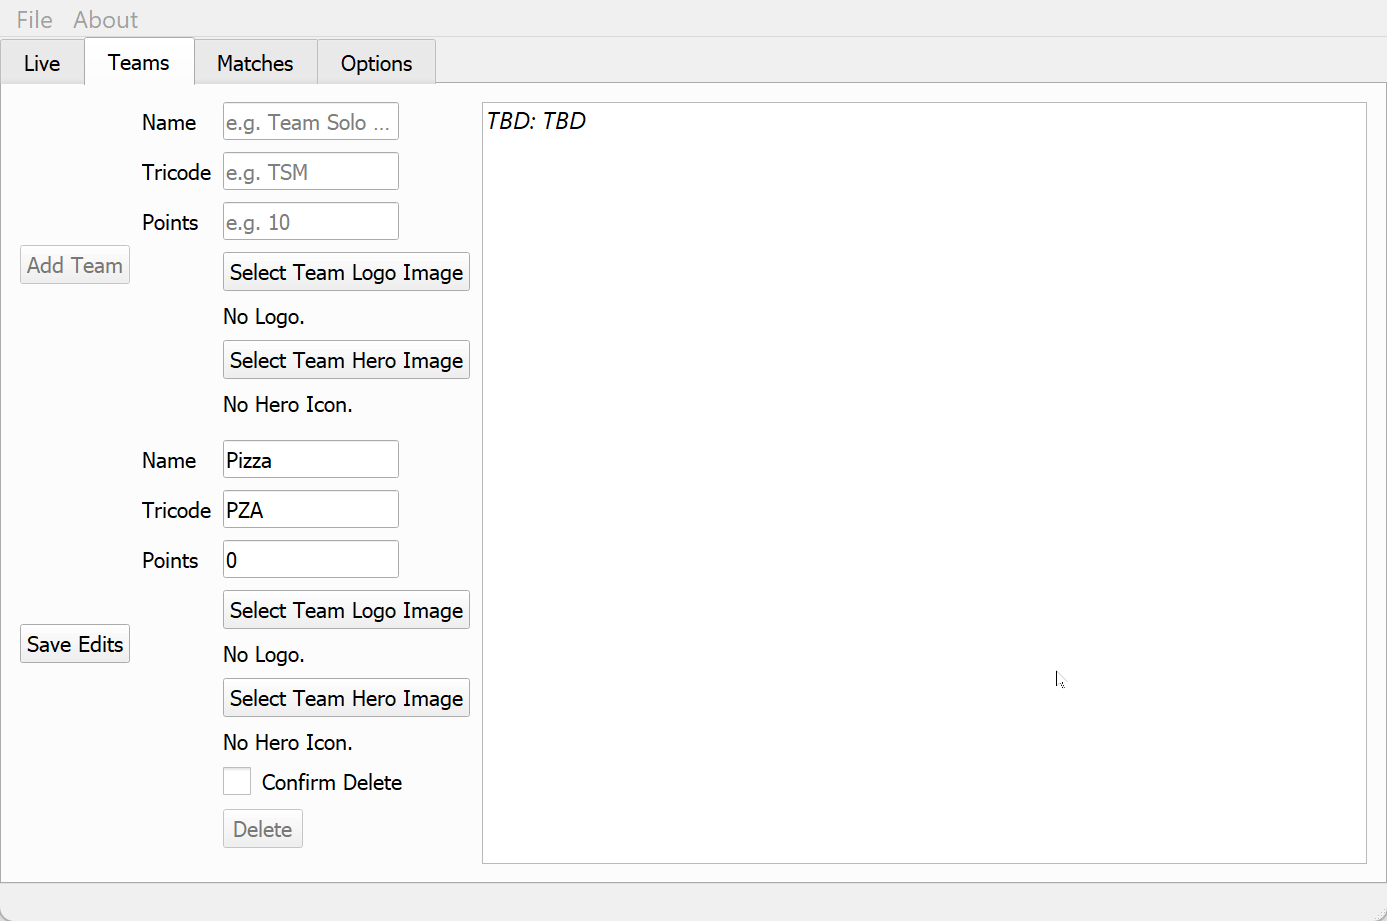 File About
Live Teams Matches Options
Name e.g. Team Solo ...
Tricode e.g. TSM
Points e.g. 10
Add Team
Select Team Logo Image
No Logo.
Select Team Hero Image
No Hero Icon.
Name Pizza
Tricode PZA
Points 0
Select Team Logo Image
Save Edits
No Logo.
Select Team Hero Image
No Hero Icon.
Confirm Delete
Delete
TBD: TBD